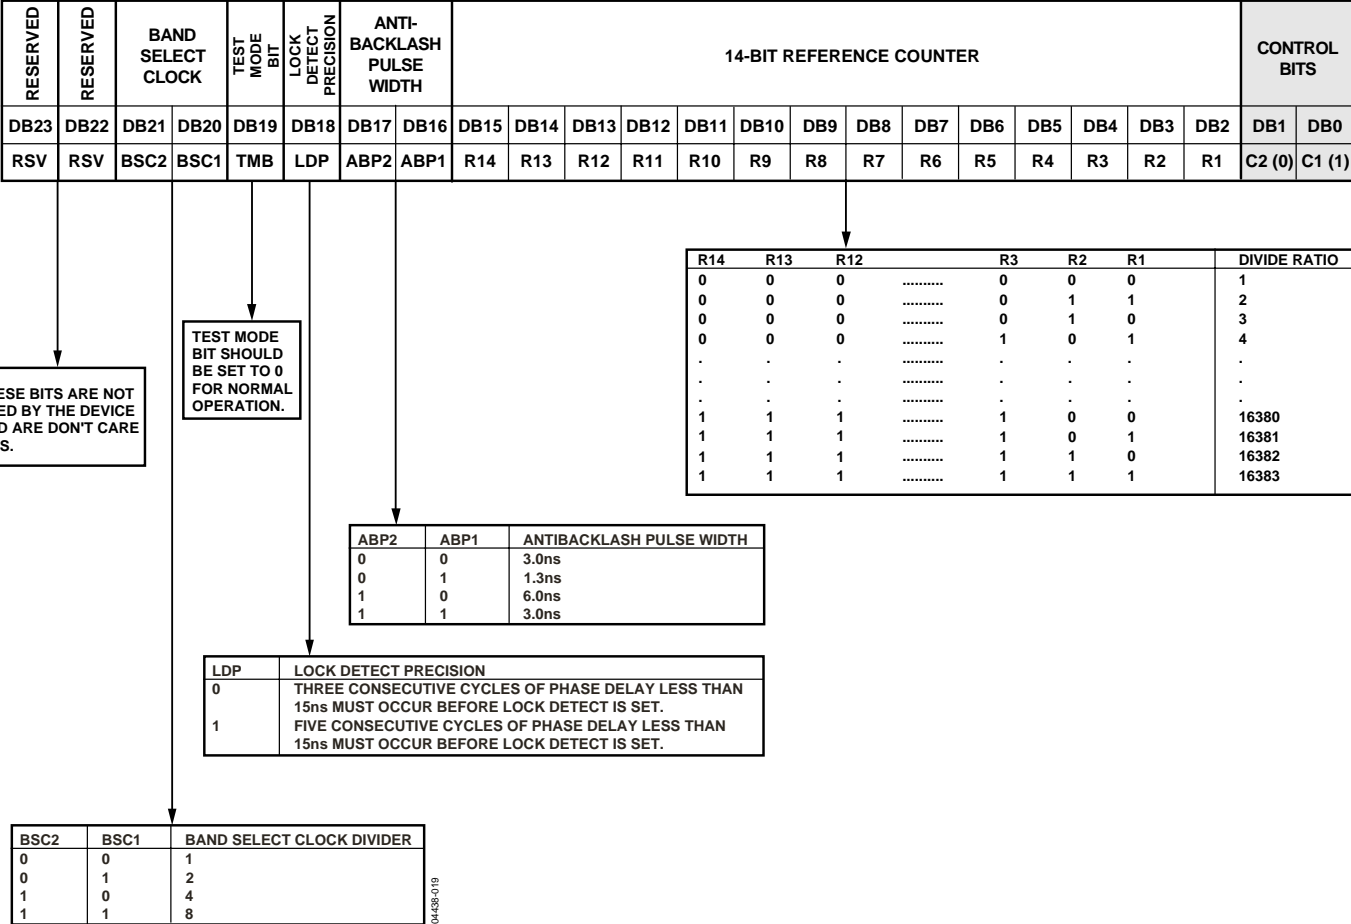 RESERVED
RESERVED
BAND
SELECT
CLOCK
TEST
MODE
BIT
LOCK
DETECT
PRECISION
ANTI-
BACKLASH
PULSE
WIDTH
14-BIT REFERENCE COUNTER
CONTROL
BITS
DB23 DB22 DB21 DB20 DB19 DB18 DB17 DB16 DB15 DB14 DB13 DB12 DB11 DB10 DB9 DB8 DB7 DB6 DB5 DB4 DB3 DB2 DB1 DB0
RSV RSV BSC2 BSC1 TMB LDP ABP2 ABP1 R14 R13 R12 R11 R10 R9 R8 R7 R6 R5 R4 R3 R2 R1 C2 (0) C1 (1)
R14 R13 R12 R3 R2 R1 DIVIDE RATIO
0 0 0 .......... 0 0 0 1
0 0 0 .......... 0 1 1 2
0 0 0 .......... 0 1 0 3
0 0 0 .......... 1 0 1 4
. . . .......... . . . .
. . . .......... . . . .
. . . .......... . . . .
1 1 1 .......... 1 0 0 16380
1 1 1 .......... 1 0 1 16381
1 1 1 .......... 1 1 0 16382
1 1 1 .......... 1 1 1 16383
TEST MODE
BIT SHOULD
BE SET TO 0
FOR NORMAL
OPERATION.
ESE BITS ARE NOT
ED BY THE DEVICE
D ARE DON'T CARE
S.
ABP2 ABP1 ANTIBACKLASH PULSE WIDTH
0 0 3.0ns
0 1 1.3ns
1 0 6.0ns
1 1 3.0ns
LDP LOCK DETECT PRECISION
0 THREE CONSECUTIVE CYCLES OF PHASE DELAY LESS THAN
15ns MUST OCCUR BEFORE LOCK DETECT IS SET.
1 FIVE CONSECUTIVE CYCLES OF PHASE DELAY LESS THAN
15ns MUST OCCUR BEFORE LOCK DETECT IS SET.
BSC2 BSC1 BAND SELECT CLOCK DIVIDER
0 0 1
0 1 2
1 0 4
1 1 8
04438-019